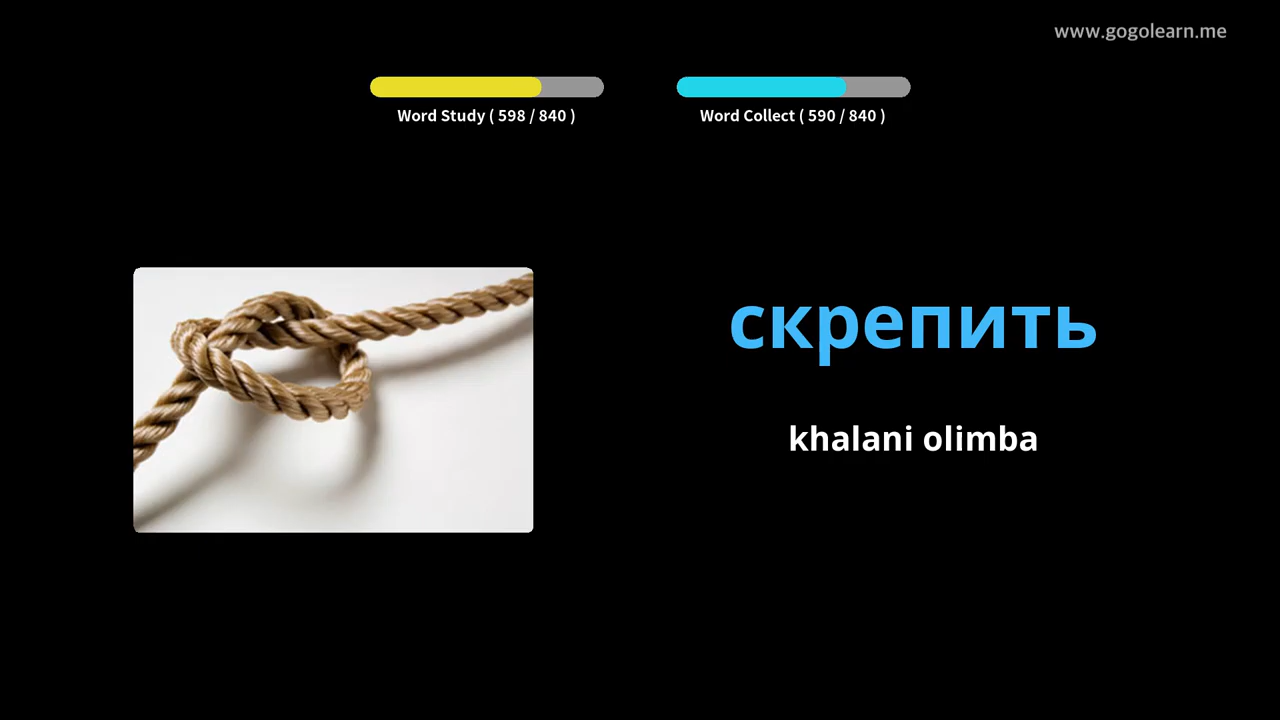 www.gogolearn.me
Word Study ( 598 / 840 )
Word Collect ( 590 / 840 )
скрепить
khalani olimba